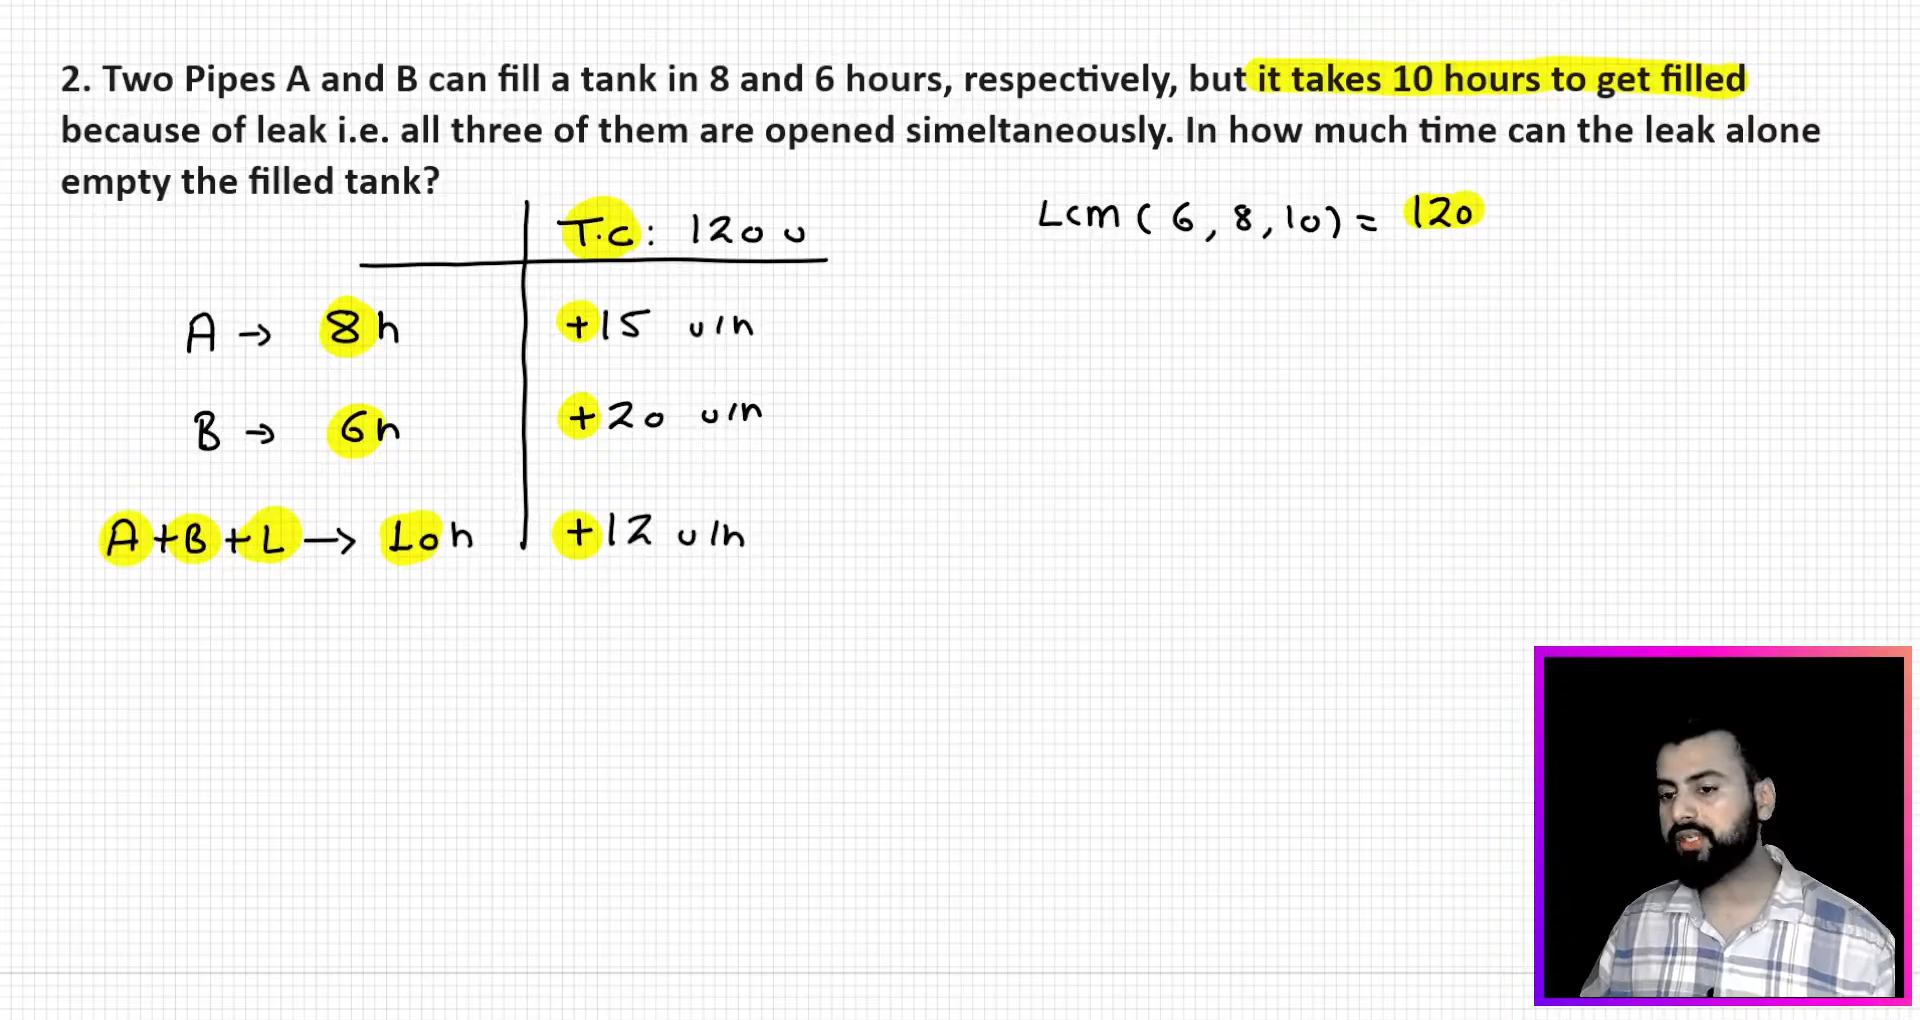 2. Two Pipes A and B can fill a tank in 8 and 6 hours, respectively, but it takes 10 hours to get filled
because of leak i.e. all three of them are opened simeltaneously. In how much time can the leak alone
empty the filled tank?
T.C: 120 u
Lcm ( 6, 8, 10) = 120
A → 8h +15 u/h
B → 6h +20 u/h
A+B+L → 10h +12 u/h